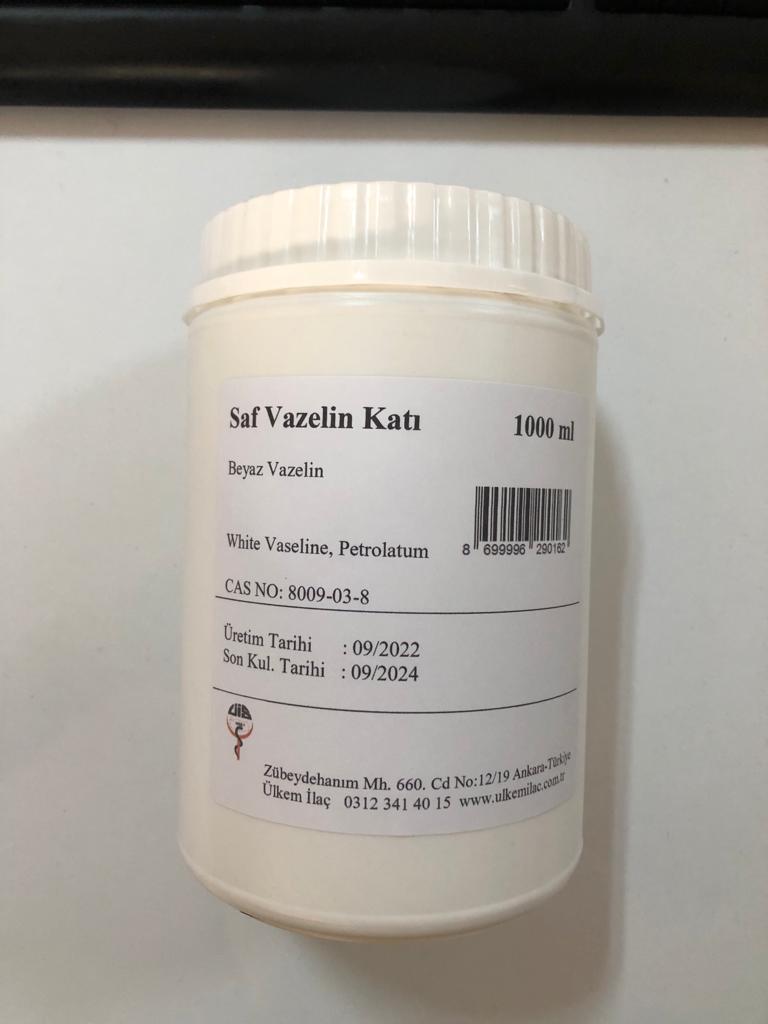 Saf Vazelin Katı 1000 ml
Beyaz Vazelin
White Vaseline, Petrolatum
8 699996 290162
CAS NO: 8009-03-8
Üretim Tarihi : 09/2022
Son Kul. Tarihi : 09/2024
Zübeydehanım Mh. 660. Cd No:12/19 Ankara-Türkiye
Ülkem İlaç 0312 341 40 15 www.ulkemilac.com.tr